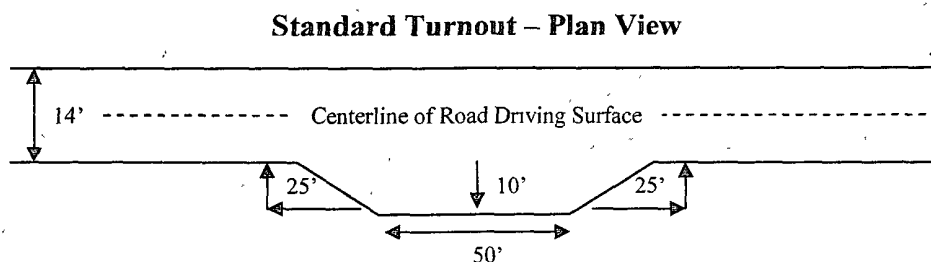 Standard Turnout – Plan View
14'
Centerline of Road Driving Surface
25'
10'
25'
50'